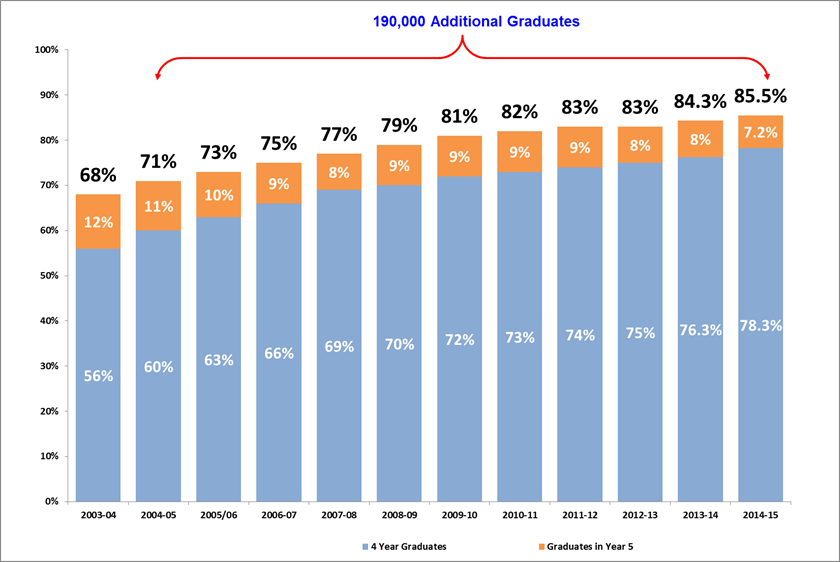 190,000 Additional Graduates
100%
90%
80%
70%
60%
50%
40%
30%
20%
10%
0%
68% 71% 73% 75% 77% 79% 81% 82% 83% 83% 84.3% 85.5%
12% 11% 10% 9% 8% 9% 9% 9% 9% 8% 8% 7.2%
56% 60% 63% 66% 69% 70% 72% 73% 74% 75% 76.3% 78.3%
2003-04 2004-05 2005/06 2006-07 2007-08 2008-09 2009-10 2010-11 2011-12 2012-13 2013-14 2014-15
4 Year Graduates Graduates in Year 5